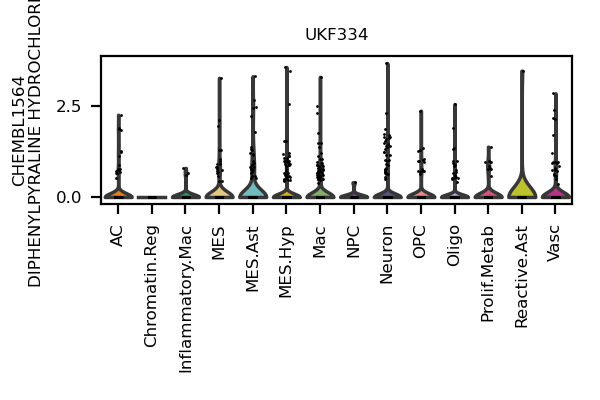 UKF334
CHEMBL1564
DIPHENYLPYRALINE HYDROCHLORI
2.5
0.0
AC
Chromatin.Reg
Inflammatory.Mac
MES
MES.Ast
MES.Hyp
Mac
NPC
Neuron
OPC
Oligo
Prolif.Metab
Reactive.Ast
Vasc